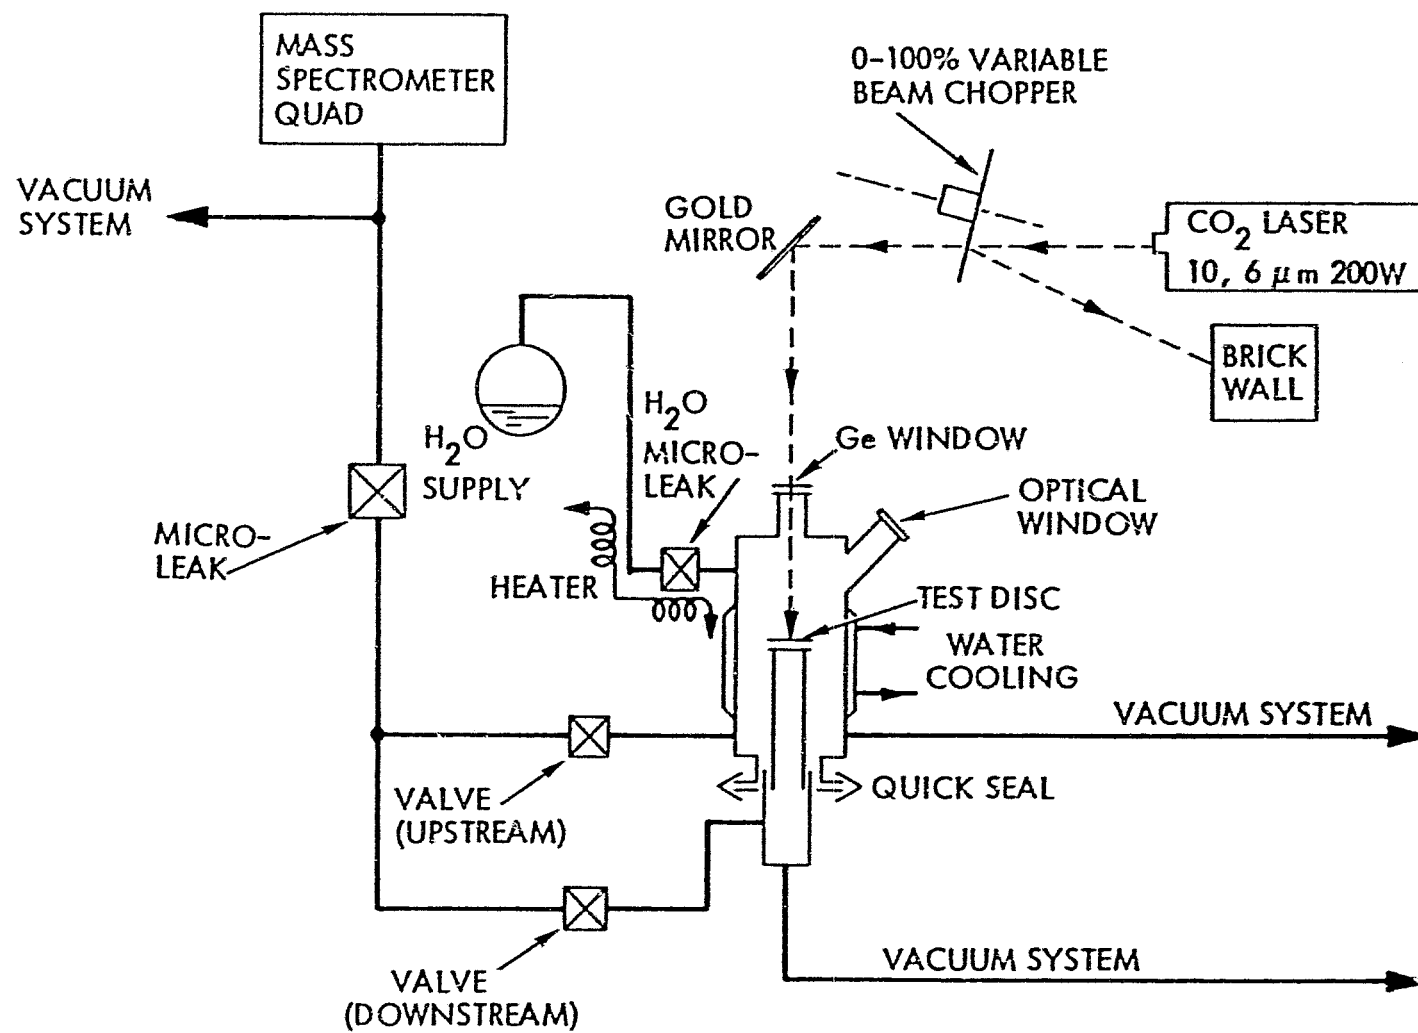 MASS
SPECTROMETER
QUAD
0-100% VARIABLE
BEAM CHOPPER
VACUUM
SYSTEM
GOLD
MIRROR
CO2 LASER
10, 6 μm 200W
BRICK
WALL
H2O
SUPPLY
H2O
MICRO-
LEAK
Ge WINDOW
OPTICAL
WINDOW
MICRO-
LEAK
HEATER
TEST DISC
WATER
COOLING
VACUUM SYSTEM
VALVE
(UPSTREAM)
QUICK SEAL
VALVE
(DOWNSTREAM)
VACUUM SYSTEM